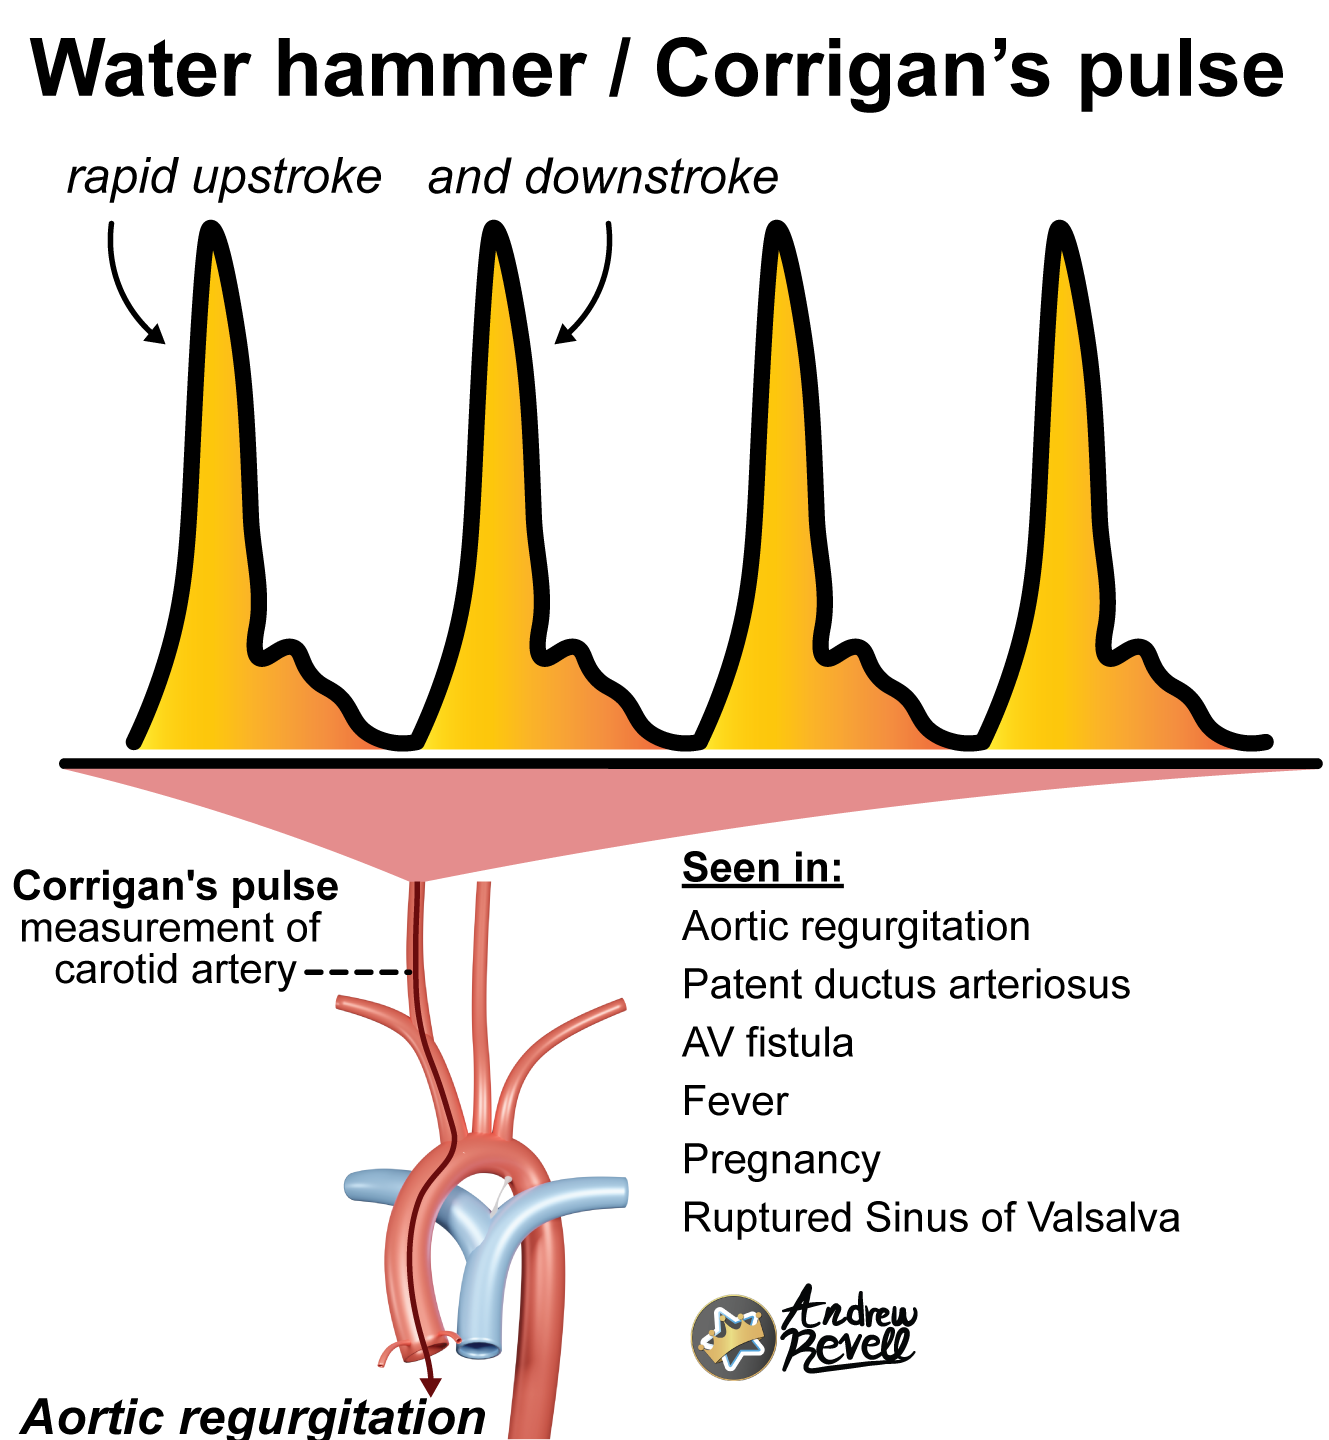 Water hammer / Corrigan’s pulse
rapid upstroke and downstroke
Corrigan's pulse
measurement of
carotid artery
Seen in:
Aortic regurgitation
Patent ductus arteriosus
AV fistula
Fever
Pregnancy
Ruptured Sinus of Valsalva
Andrew
Revell
Aortic regurgitation